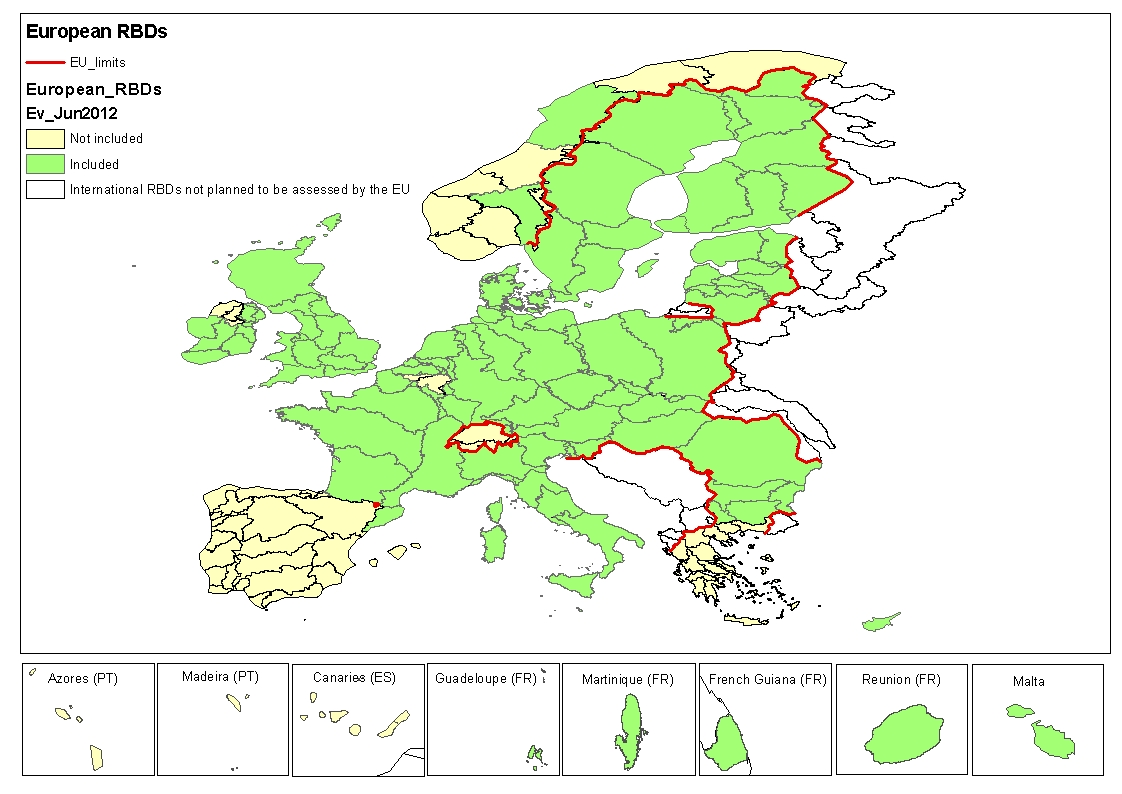 European RBDs
EU_limits
European_RBDs
Ev_Jun2012
Not included
Included
International RBDs not planned to be assessed by the EU
Azores (PT)
Madeira (PT)
Canaries (ES)
Guadeloupe (FR)
Martinique (FR)
French Guiana (FR)
Reunion (FR)
Malta